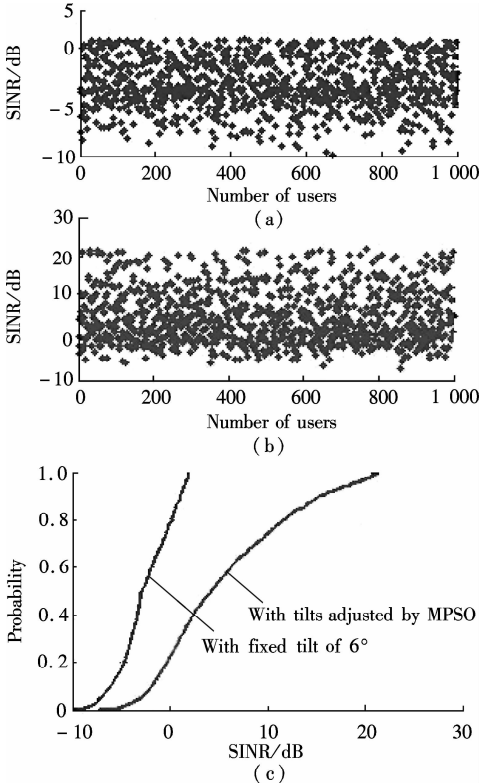 5
0
-5
-10
SINR/dB
0 200 400 600 800 1 000
Number of users
(a)
30
20
10
0
-10
SINR/dB
0 200 400 600 800 1 000
Number of users
(b)
1.0
0.8
0.6
0.4
0.2
0
Probability
With tilts adjusted by MPSO
With fixed tilt of 6°
-10 0 10 20 30
SINR/dB
(c)